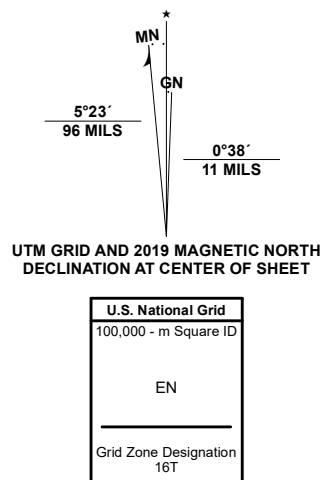 MN
GN
5°23´
96 MILS
0°38´
11 MILS
UTM GRID AND 2019 MAGNETIC NORTH
DECLINATION AT CENTER OF SHEET
U.S. National Grid
100,000 - m Square ID
EN
Grid Zone Designation
16T